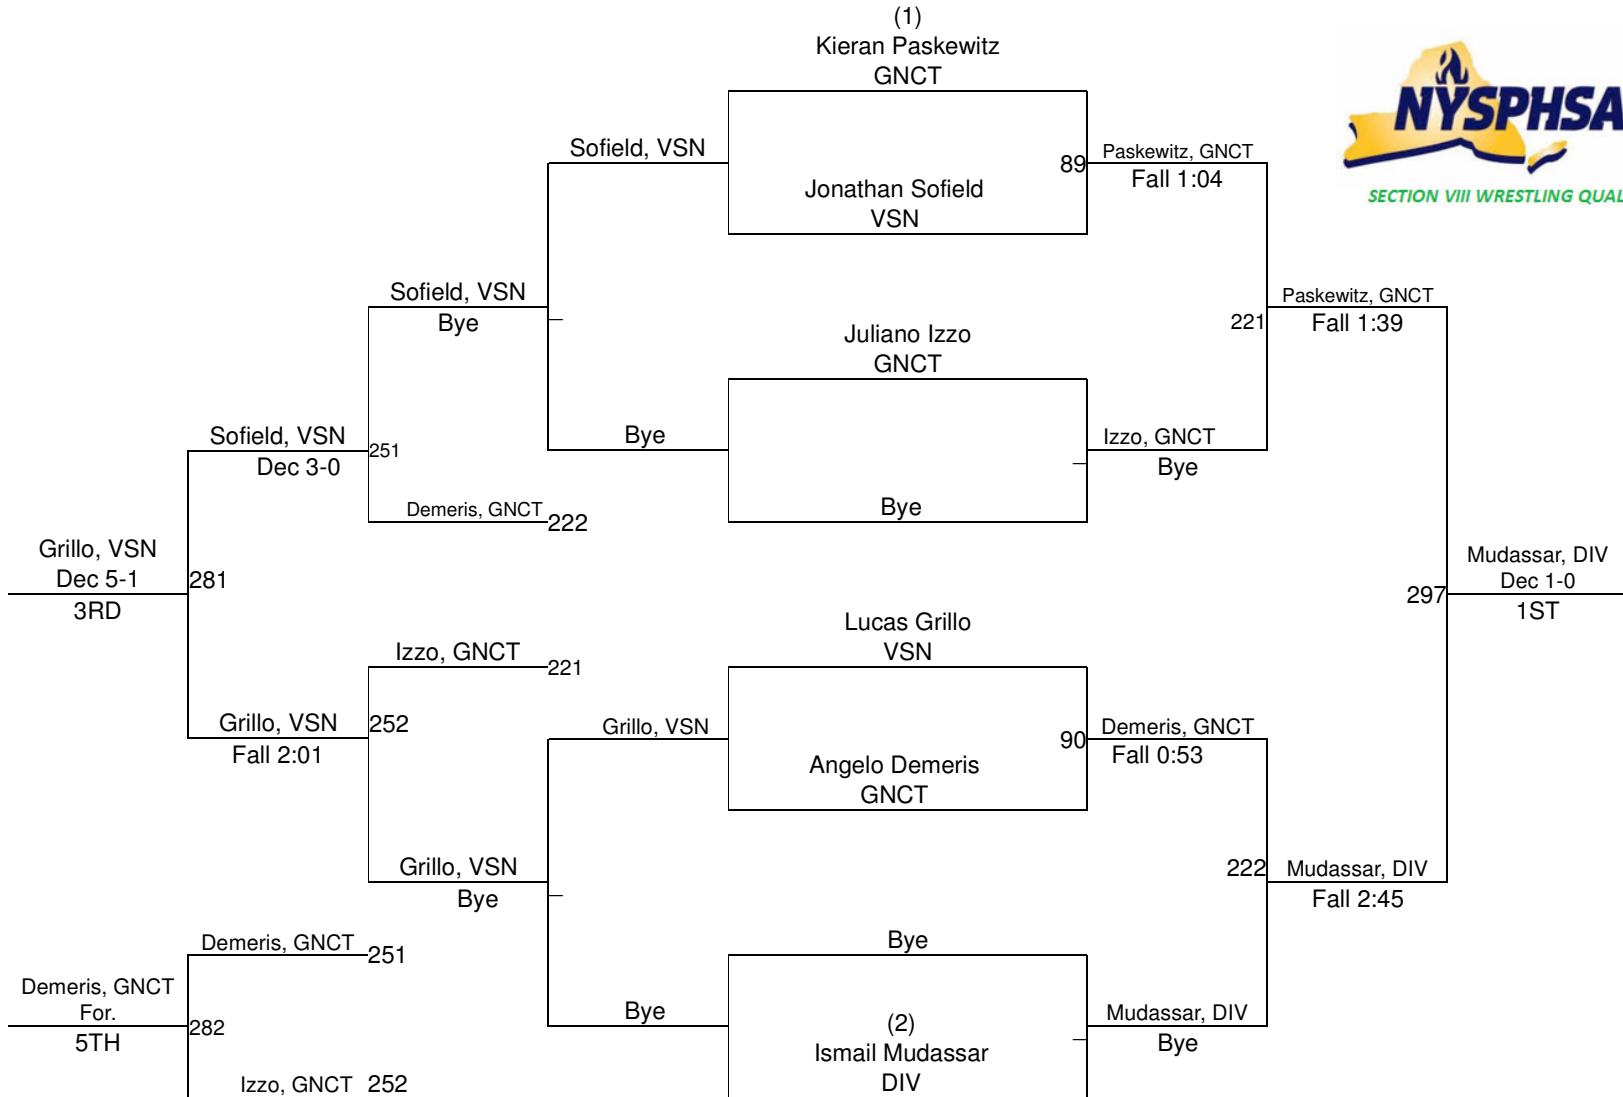 (1)
Kieran Paskewitz
GNCT
NYSPHSA
SECTION VIII WRESTLING QUAL
Sofield, VSN
89
Paskewitz, GNCT
Fall 1:04
Jonathan Sofield
VSN
Sofield, VSN
Bye
Paskewitz, GNCT
Fall 1:39
221
Juliano Izzo
GNCT
Sofield, VSN
Dec 3-0
251
Bye
Izzo, GNCT
Bye
Demeris, GNCT
222
Bye
Grillo, VSN
Dec 5-1
3RD
281
Mudassar, DIV
Dec 1-0
1ST
297
Lucas Grillo
VSN
Izzo, GNCT
221
Grillo, VSN
Fall 2:01
252
Grillo, VSN
90
Demeris, GNCT
Fall 0:53
Angelo Demeris
GNCT
Grillo, VSN
Bye
222
Mudassar, DIV
Fall 2:45
Demeris, GNCT
251
Bye
Demeris, GNCT
For.
5TH
282
Bye
(2)
Ismail Mudassar
DIV
Mudassar, DIV
Bye
Izzo, GNCT
252